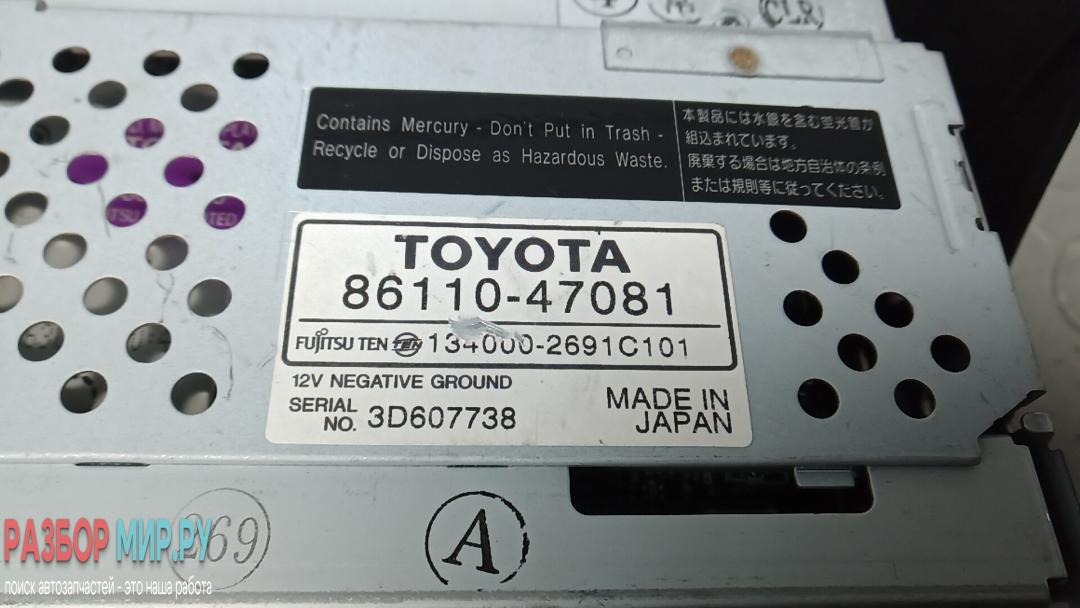 CLR
Contains Mercury - Don't Put in Trash -
Recycle or Dispose as Hazardous Waste.
本製品には水銀を含む蛍光管が
組込まれています。
廃棄する場合は地方自治体の条例
または規則等に従ってください。
TOYOTA
86110-47081
FUJITSU TEN TEN 134000-2691C101
12V NEGATIVE GROUND
SERIAL NO. 3D607738
MADE IN
JAPAN
269
A
РАЗБОР МИР.РУ
поиск автозапчастей - это наша работа